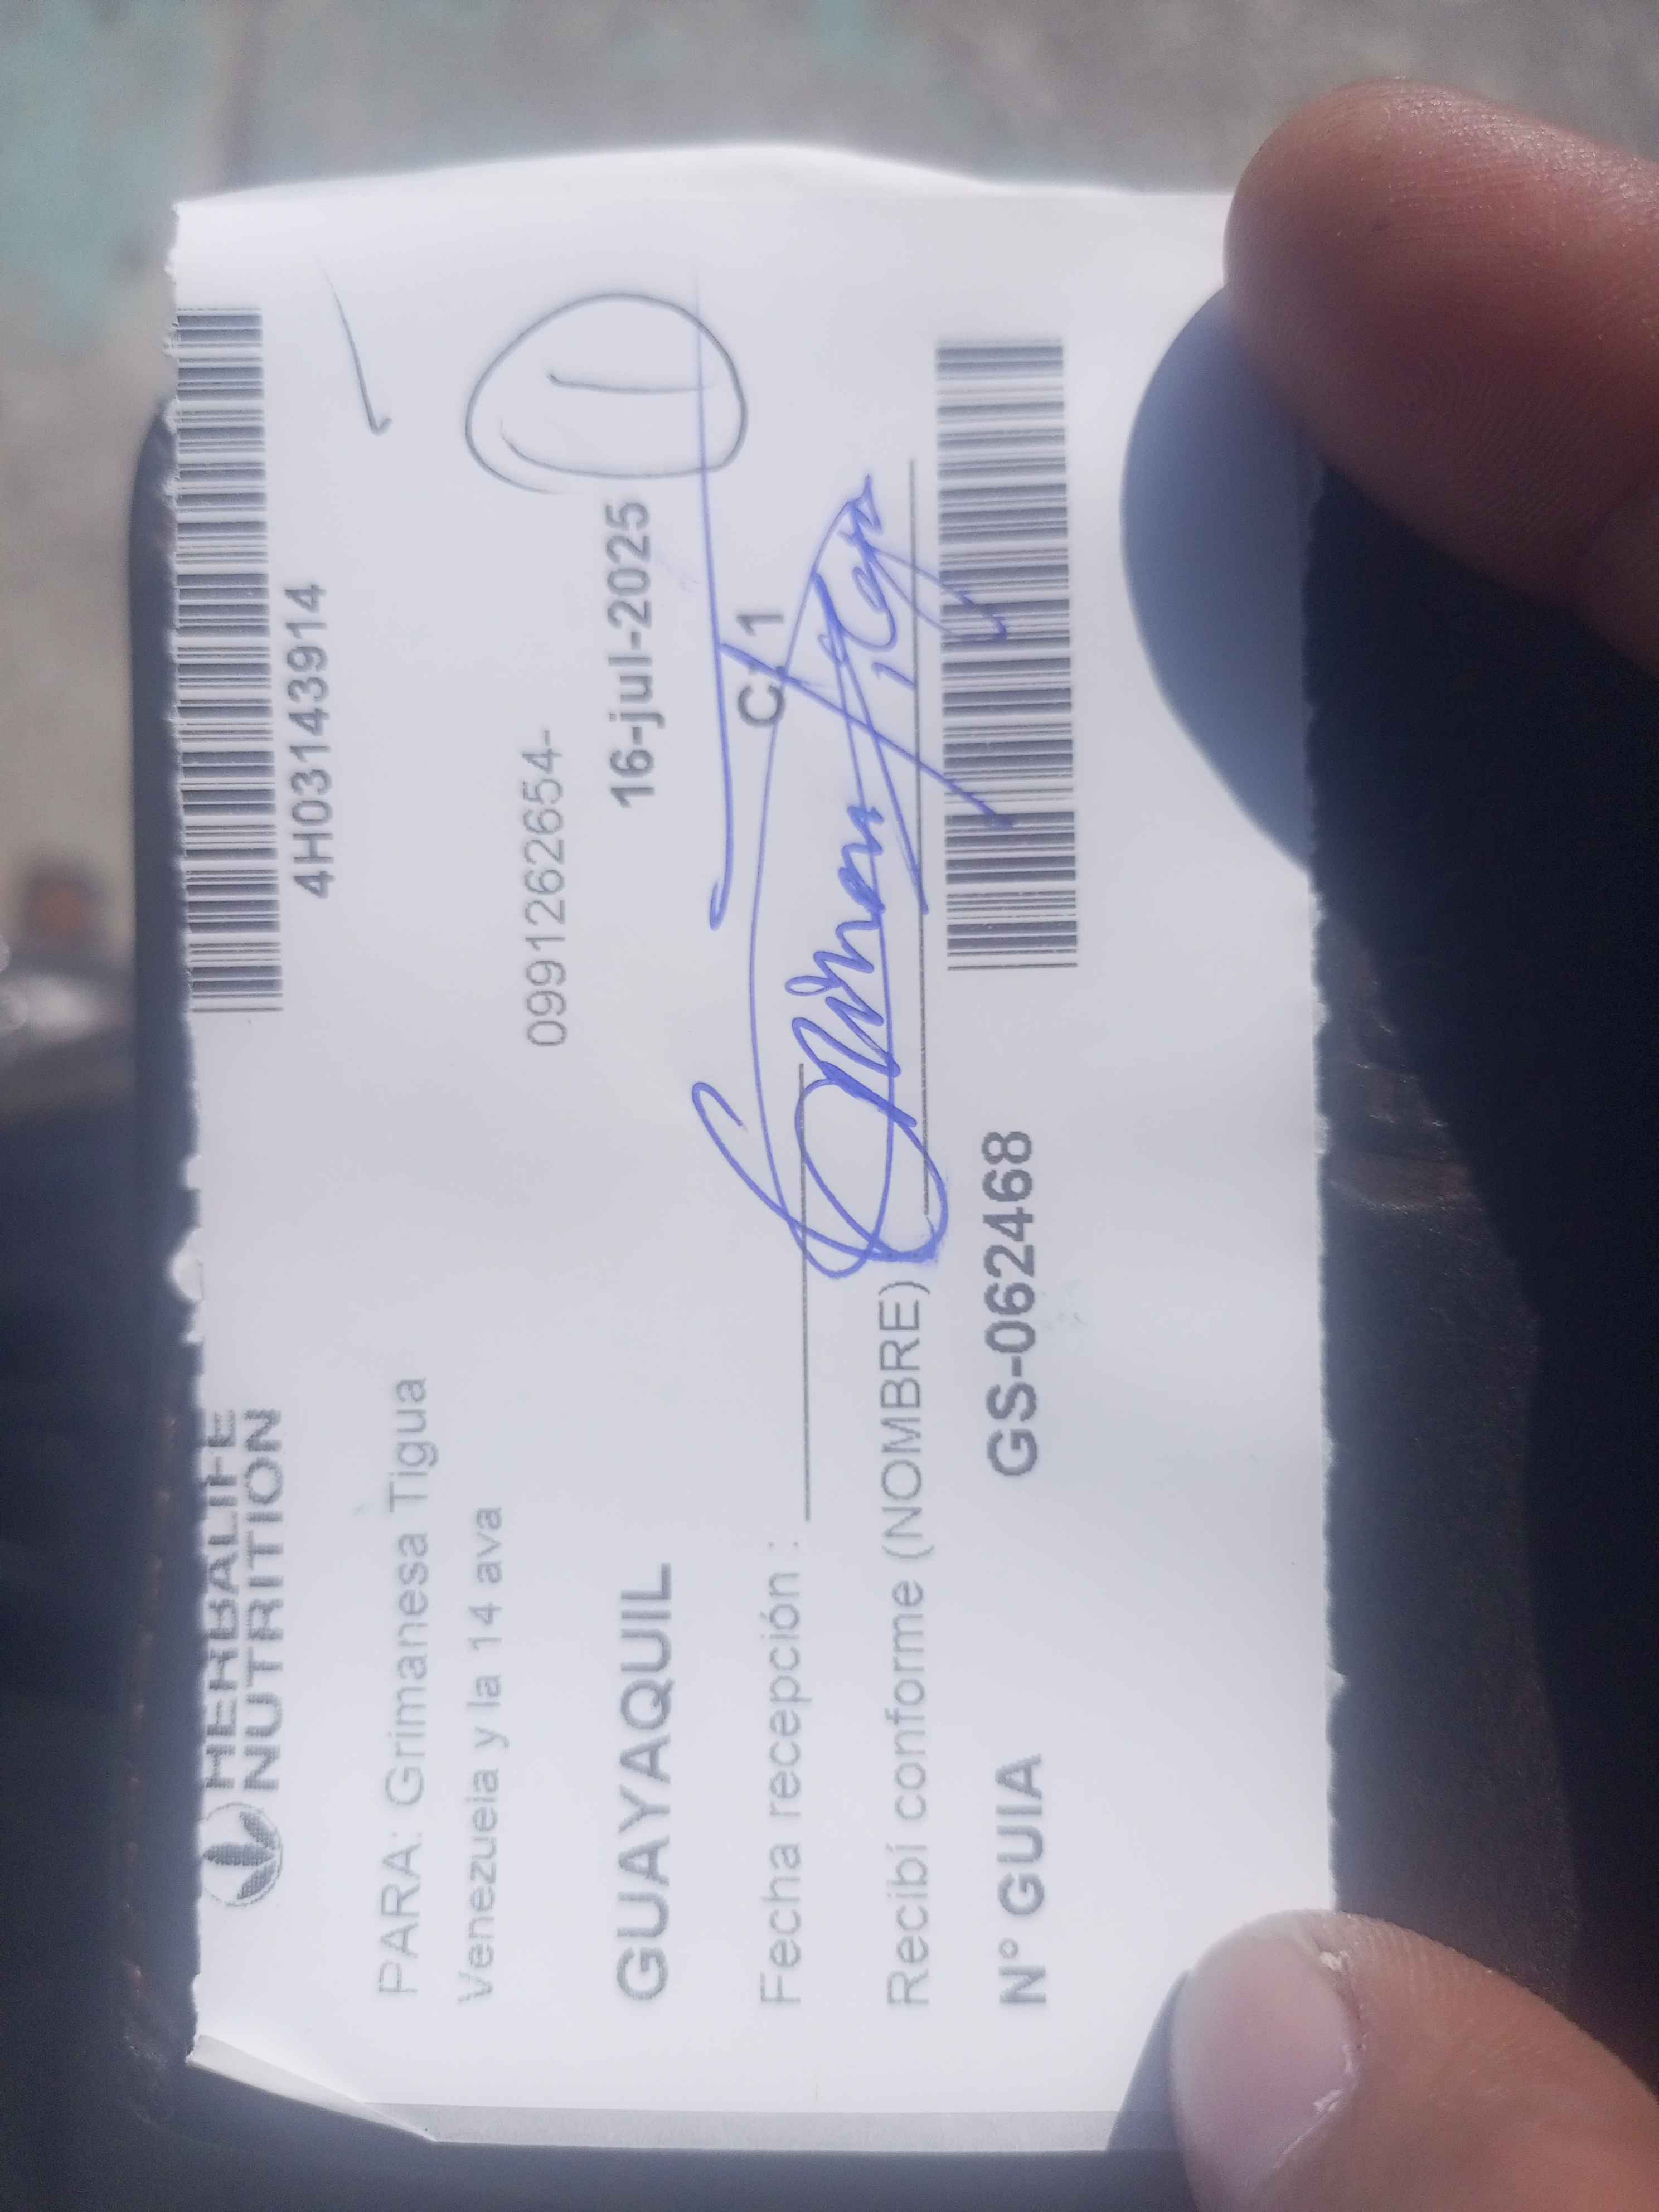 HERBALIFE
NUTRITION
4H03143914
PARA: Grimanesa Tigua
Venezuela y la 14 ava
0991262654-
GUAYAQUIL 16-jul-2025
Fecha recepción : C/ 1
Recibí conforme (NOMBRE)
N° GUIA GS-062468